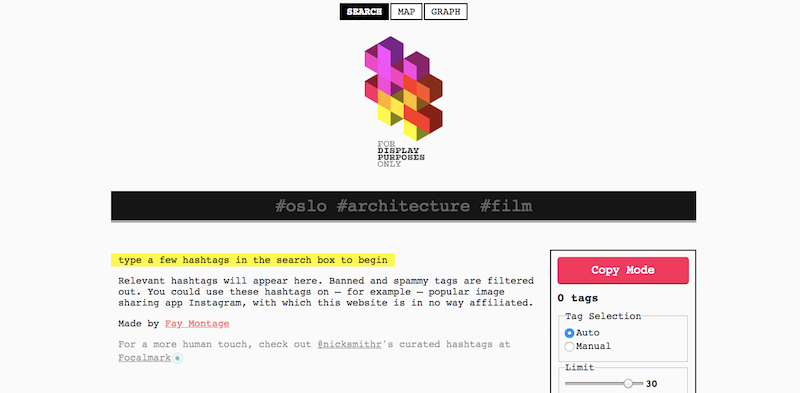 SEARCH MAP GRAPH
FOR
DISPLAY
PURPOSES
ONLY
#oslo #architecture #film
type a few hashtags in the search box to begin
Relevant hashtags will appear here. Banned and spammy tags are filtered
out. You could use these hashtags on — for example — popular image
sharing app Instagram, with which this website is in no way affiliated.
Made by Fay Montage
For a more human touch, check out @nicksmithr's curated hashtags at
Focalmark
Copy Mode
0 tags
Tag Selection
Auto
Manual
Limit
30